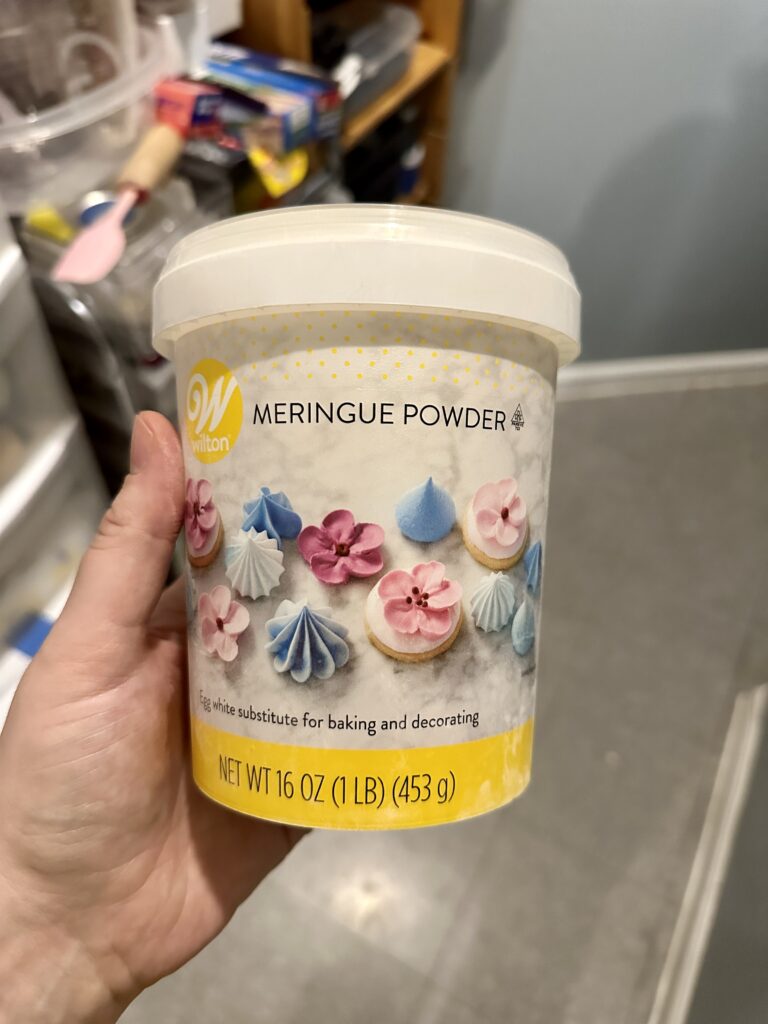 Wilton
MERINGUE POWDER
Egg white substitute for baking and decorating
NET WT 16 OZ (1 LB) (453 g)